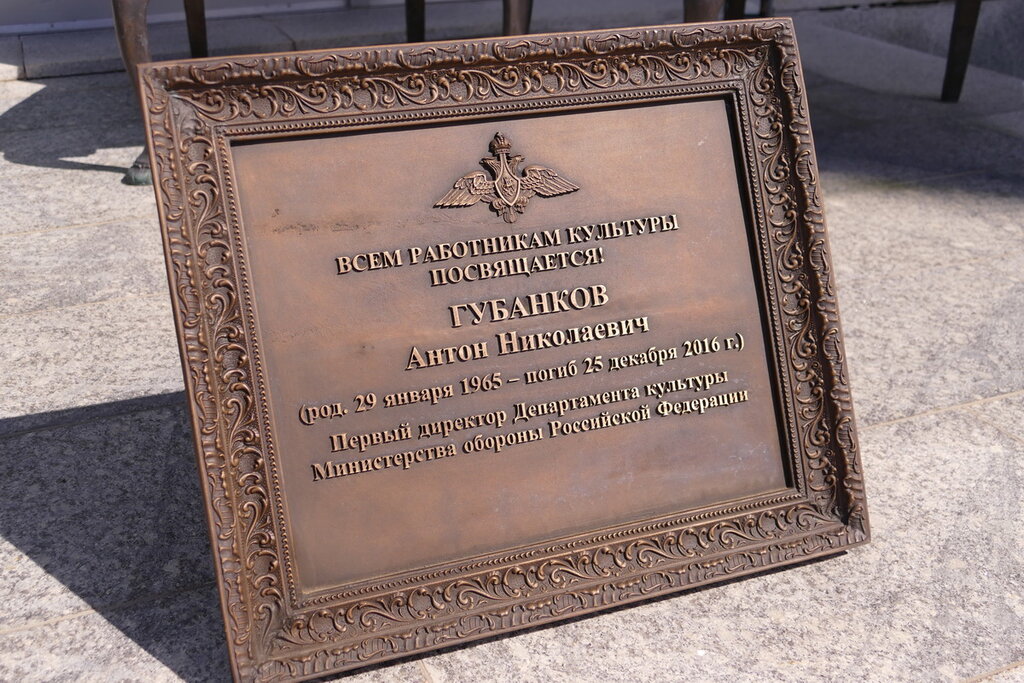 ВСЕМ РАБОТНИКАМ КУЛЬТУРЫ
ПОСВЯЩАЕТСЯ!
ГУБАНКОВ
Антон Николаевич
(род. 29 января 1965 – погиб 25 декабря 2016 г.)
Первый директор Департамента культуры
Министерства обороны Российской Федерации